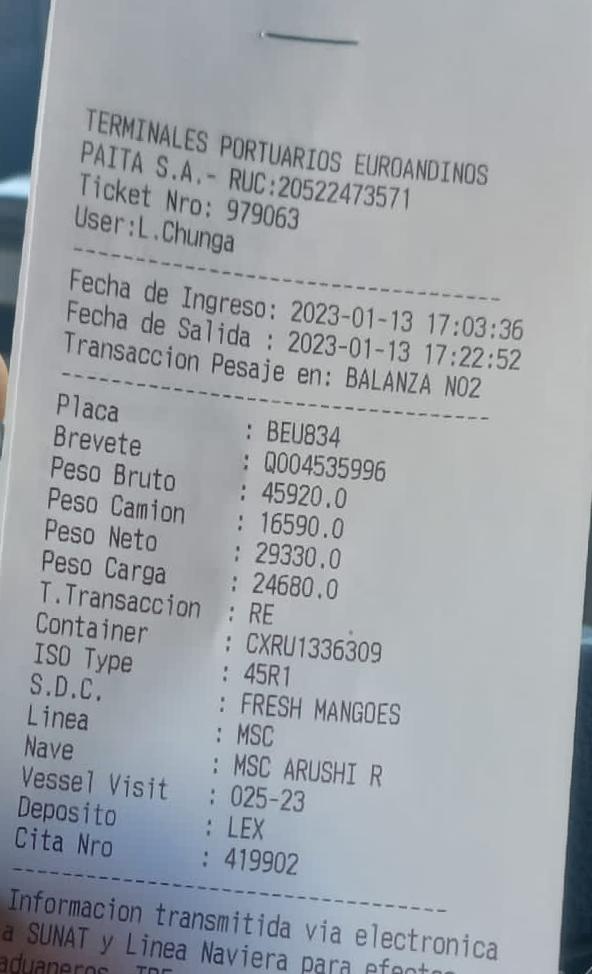 TERMINALES PORTUARIOS EUROANDINOS
PAITA S.A.- RUC:20522473571
Ticket Nro: 979063
User:L.Chunga
Fecha de Ingreso: 2023-01-13 17:03:36
Fecha de Salida : 2023-01-13 17:22:52
Transaccion Pesaje en: BALANZA NO2
Placa : BEU834
Brevete : Q004535996
Peso Bruto : 45920.0
Peso Camion : 16590.0
Peso Neto : 29330.0
Peso Carga : 24680.0
T.Transaccion : RE
Container : CXRU1336309
ISO Type : 45R1
S.D.C. : FRESH MANGOES
Linea : MSC
Nave : MSC ARUSHI R
Vessel Visit : 025-23
Deposito : LEX
Cita Nro : 419902
Informacion transmitida via electronica
a SUNAT y Linea Naviera para
aduaneros